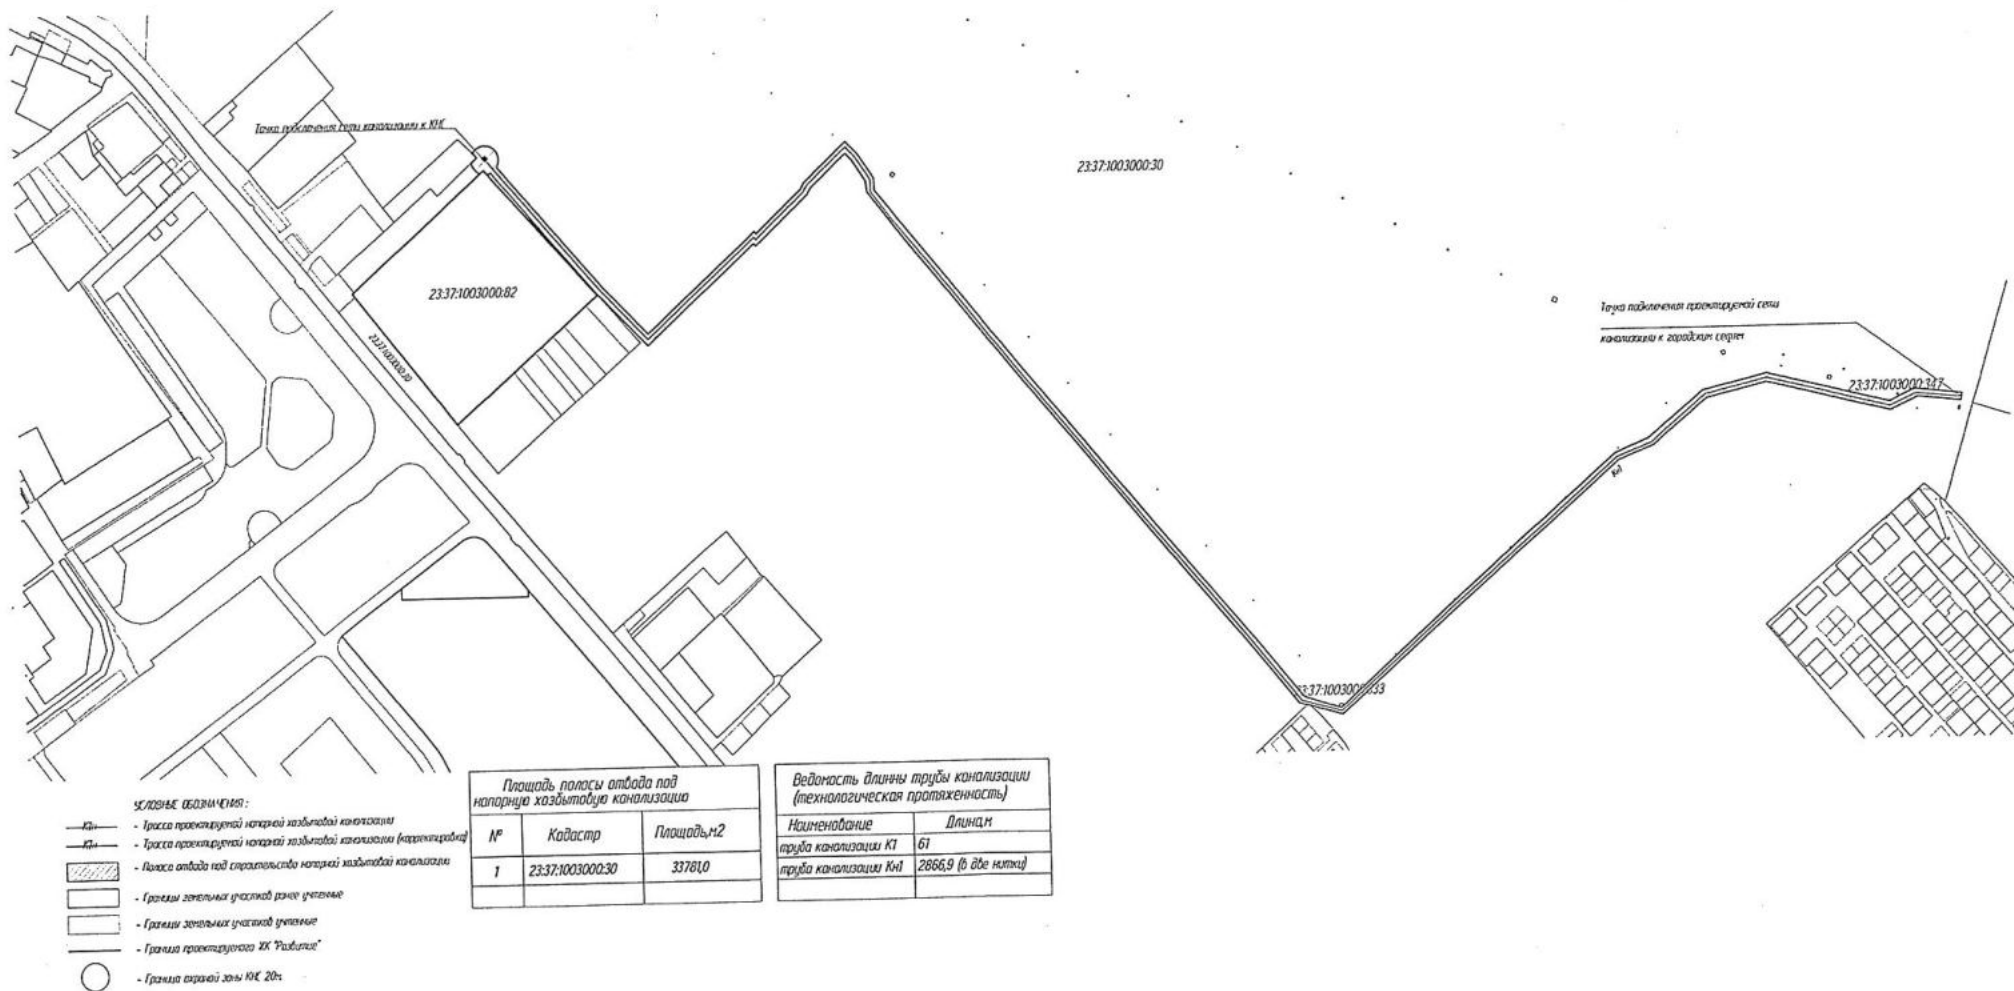 Точка подключения сети канализации к КНС
23:37:1003000:30
23:37:1003000:82
23:37:1003000:10
Точка подключения проектируемой сети
канализации к городским сетям
23:37:1003000:347
Кн1
УСЛОВНЫЕ ОБОЗНАЧЕНИЯ:
- Трасса проектируемой напорной хозбытовой канализации
- Трасса проектируемой напорной хозбытовой канализации (корректировка)
- Полоса отвода под строительство напорной хозбытовой канализации
- Границы земельных участков ранее учтенные
- Границы земельных участков учтенные
- Граница проектируемого ЖК "Развитие"
- Граница охраной зоны КНС 20м
Площадь полосы отвода под
напорную хозбытовую канализацию
№ Кадастр Площадь,м2
1 23:37:1003000:30 33781,0
Ведомость длинны трубы канализации
(технологическая протяженность)
Наименование Длина,м
труба канализации К1 61
труба канализации Кн1 2866,9 (в две нитки)